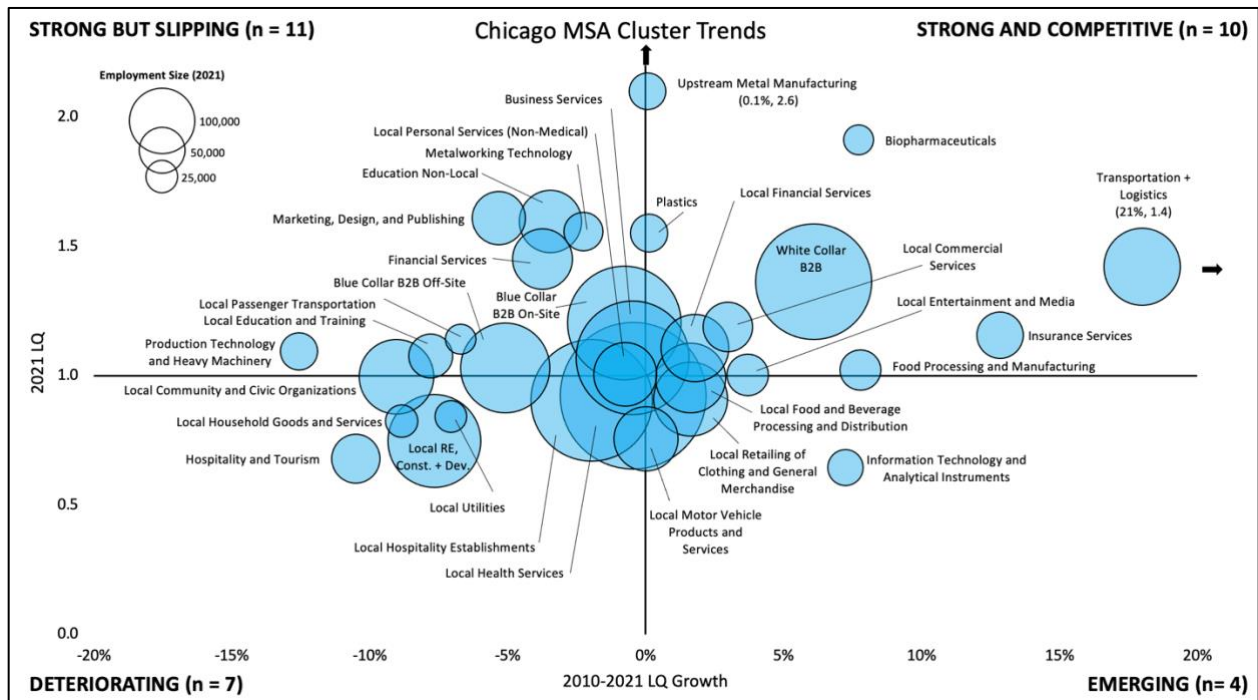 STRONG BUT SLIPPING (n = 11)
Chicago MSA Cluster Trends
STRONG AND COMPETITIVE (n = 10)
Employment Size (2021)
100,000
50,000
25,000
Business Services
Upstream Metal Manufacturing
(0.1%, 2.6)
Local Personal Services (Non-Medical)
Metalworking Technology
Education Non-Local
Biopharmaceuticals
Marketing, Design, and Publishing
Plastics
Local Financial Services
Transportation +
Logistics
(21%, 1.4)
Financial Services
White Collar
B2B
Local Commercial
Services
Blue Collar B2B Off-Site
Blue Collar
B2B On-Site
Local Entertainment and Media
Local Passenger Transportation
Local Education and Training
Insurance Services
Production Technology
and Heavy Machinery
Food Processing and Manufacturing
Local Community and Civic Organizations
Local Household Goods and Services
Local Food and Beverage
Processing and Distribution
Hospitality and Tourism
Local RE,
Const. + Dev.
Local Retailing of
Clothing and General
Merchandise
Information Technology and
Analytical Instruments
Local Utilities
Local Motor Vehicle
Products and
Services
Local Hospitality Establishments
Local Health Services
2021 LQ
2.0
1.5
1.0
0.5
0.0
-20%
-15%
-10%
-5%
0%
5%
10%
15%
20%
2010-2021 LQ Growth
DETERIORATING (n = 7)
EMERGING (n= 4)